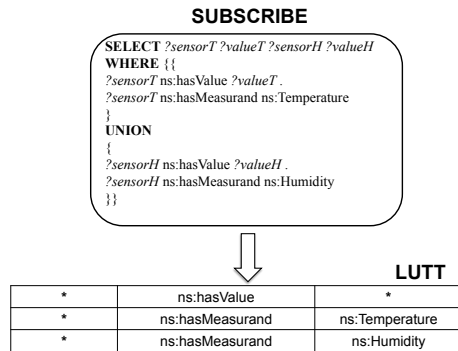 SUBSCRIBE
SELECT ?sensorT ?valueT ?sensorH ?valueH
WHERE {{
?sensorT ns:hasValue ?valueT .
?sensorT ns:hasMeasurand ns:Temperature
}
UNION
{
?sensorH ns:hasValue ?valueH .
?sensorH ns:hasMeasurand ns:Humidity
}}
LUTT
* ns:hasValue *
* ns:hasMeasurand ns:Temperature
* ns:hasMeasurand ns:Humidity